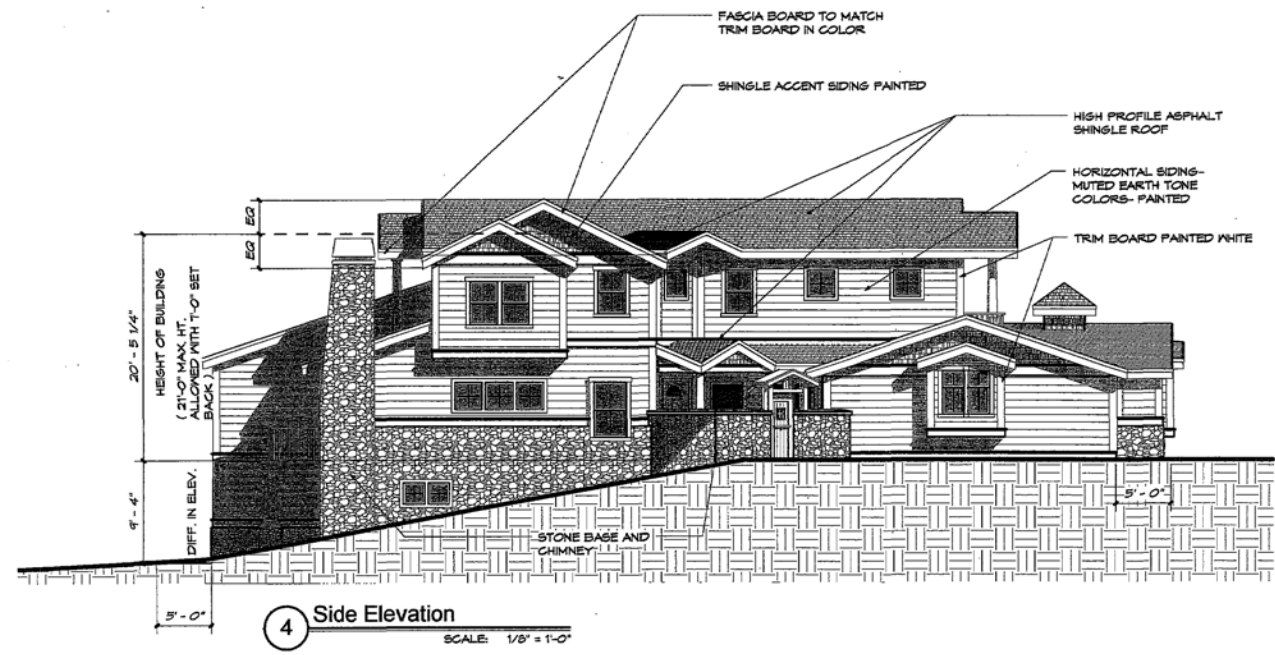 FASCIA BOARD TO MATCH
TRIM BOARD IN COLOR
SHINGLE ACCENT SIDING PAINTED
HIGH PROFILE ASPHALT
SHINGLE ROOF
HORIZONTAL SIDING-
MUTED EARTH TONE
COLORS- PAINTED
TRIM BOARD PAINTED WHITE
EQ
EQ
20' - 5 1/4"
HEIGHT OF BUILDING
( 21'-0" MAX. HT.
ALLOWED WITH 7'-0" SET
BACK )
9' - 4"
DIFF. IN ELEV.
5' - 0"
STONE BASE AND
CHIMNEY
5' - 0"
4
Side Elevation
SCALE: 1/8" = 1'-0"